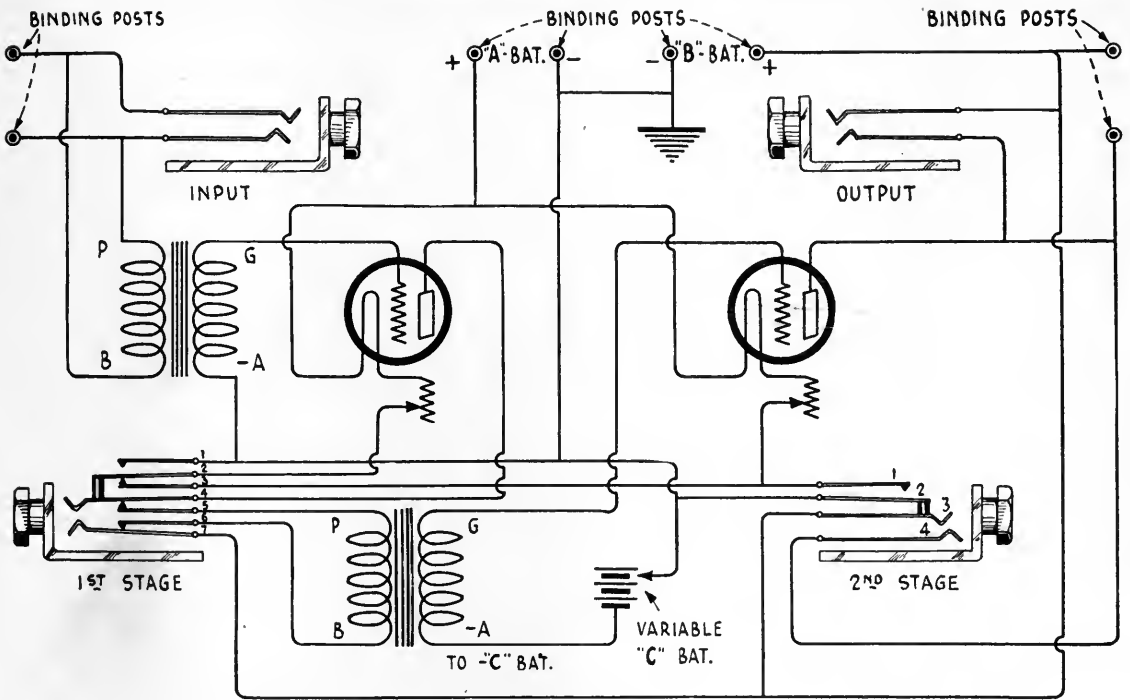 BINDING POSTS
BINDING POSTS
BINDING POSTS
+ "A"-BAT. - - "B"-BAT. +
INPUT
OUTPUT
P
G
B
-A
1
2
3
4
5
6
7
1
2
3
4
1ST STAGE
2ND STAGE
P
G
B
-A
TO -"C" BAT.
VARIABLE
"C" BAT.